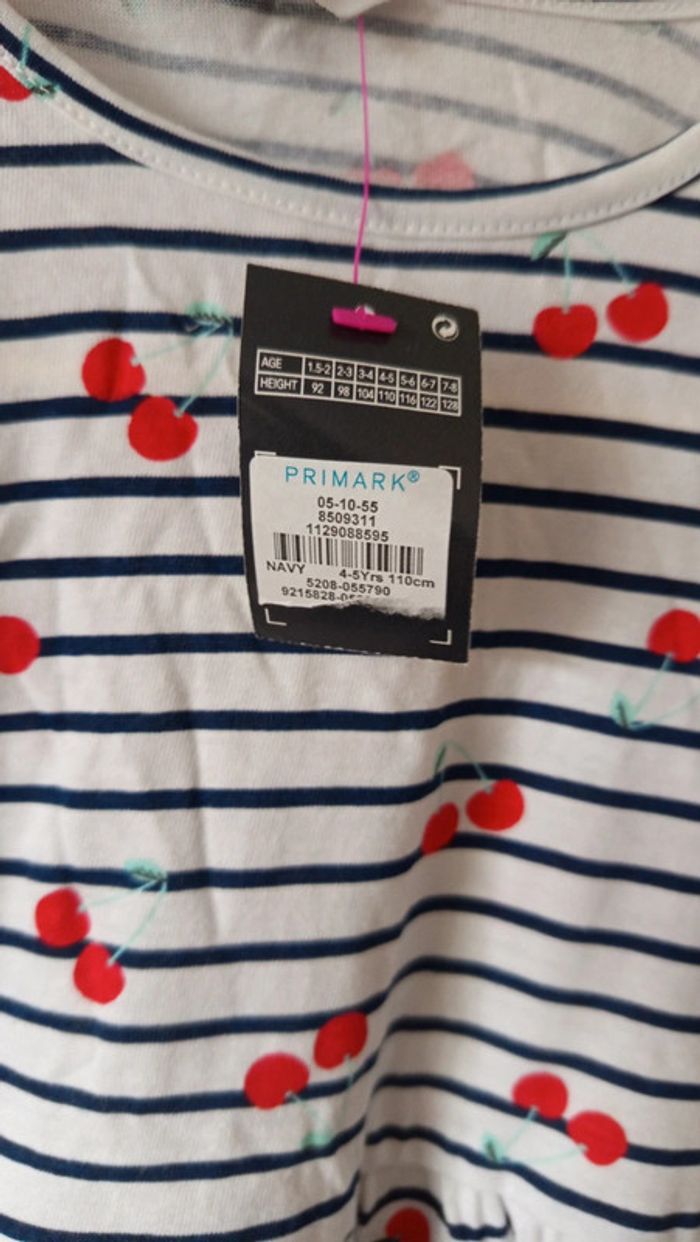 AGE 1.5-2 2-3 3-4 4-5 5-6 6-7 7-8
HEIGHT 92 98 104 110 116 122 128
PRIMARK®
05-10-55
8509311
1129088595
NAVY 4-5Yrs 110cm
5208-055790